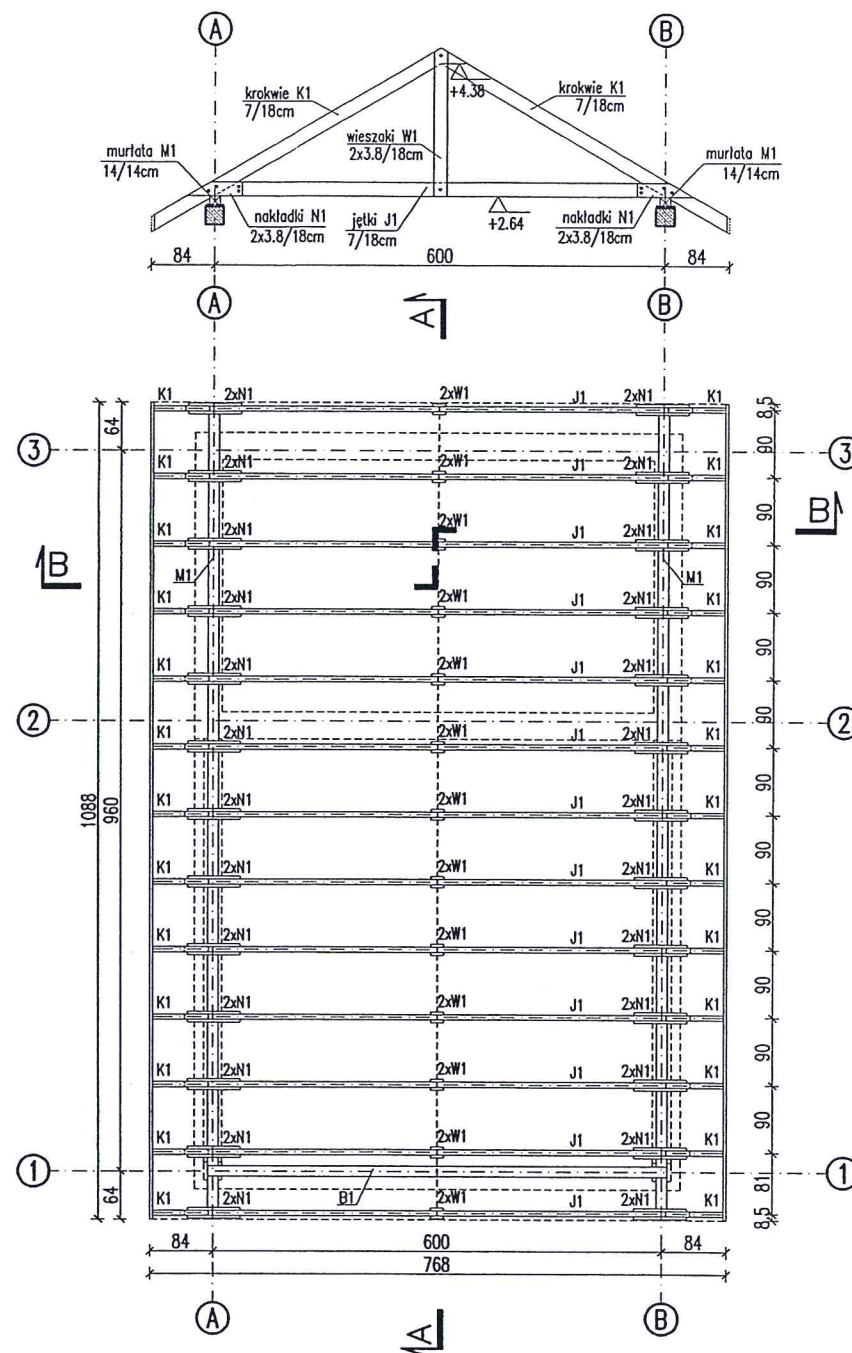 A
B
krokwie K1
7/18cm
+4.38
krokwie K1
7/18cm
wieszaki W1
2x3.8/18cm
murłata M1
14/14cm
murłata M1
14/14cm
nakładki N1
2x3.8/18cm
jętki J1
7/18cm
+2.64
nakładki N1
2x3.8/18cm
84
600
84
A
A
B
K1 2xN1 2xW1 J1 2xN1 K1
8,5
64
90
3
3
K1 2xN1 2xW1 J1 2xN1 K1
90
B
K1 2xN1 2xW1 J1 2xN1 K1
B
M1
M1
90
K1 2xN1 2xW1 J1 2xN1 K1
90
K1 2xN1 2xW1 J1 2xN1 K1
2
90
2
K1 2xN1 2xW1 J1 2xN1 K1
1088
960
90
K1 2xN1 2xW1 J1 2xN1 K1
90
K1 2xN1 2xW1 J1 2xN1 K1
90
K1 2xN1 2xW1 J1 2xN1 K1
90
K1 2xN1 2xW1 J1 2xN1 K1
90
K1 2xN1 2xW1 J1 2xN1 K1
90
K1 2xN1 2xW1 J1 2xN1 K1
1
1
64
B1
81
K1 2xN1 2xW1 J1 2xN1 K1
8,5
84
600
84
768
A
A
B